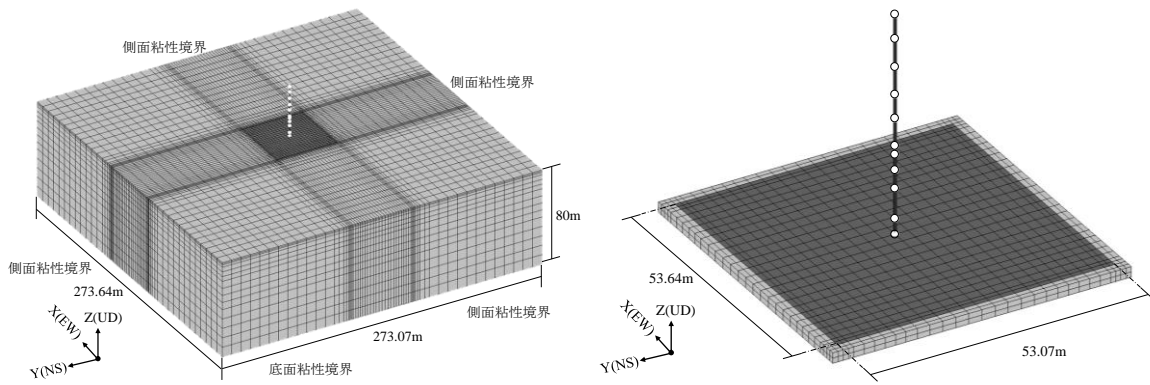 側面粘性境界
側面粘性境界
80m
側面粘性境界
273.64m
側面粘性境界
273.07m
底面粘性境界
X(EW)
Z(UD)
Y(NS)
53.64m
53.07m
X(EW)
Z(UD)
Y(NS)